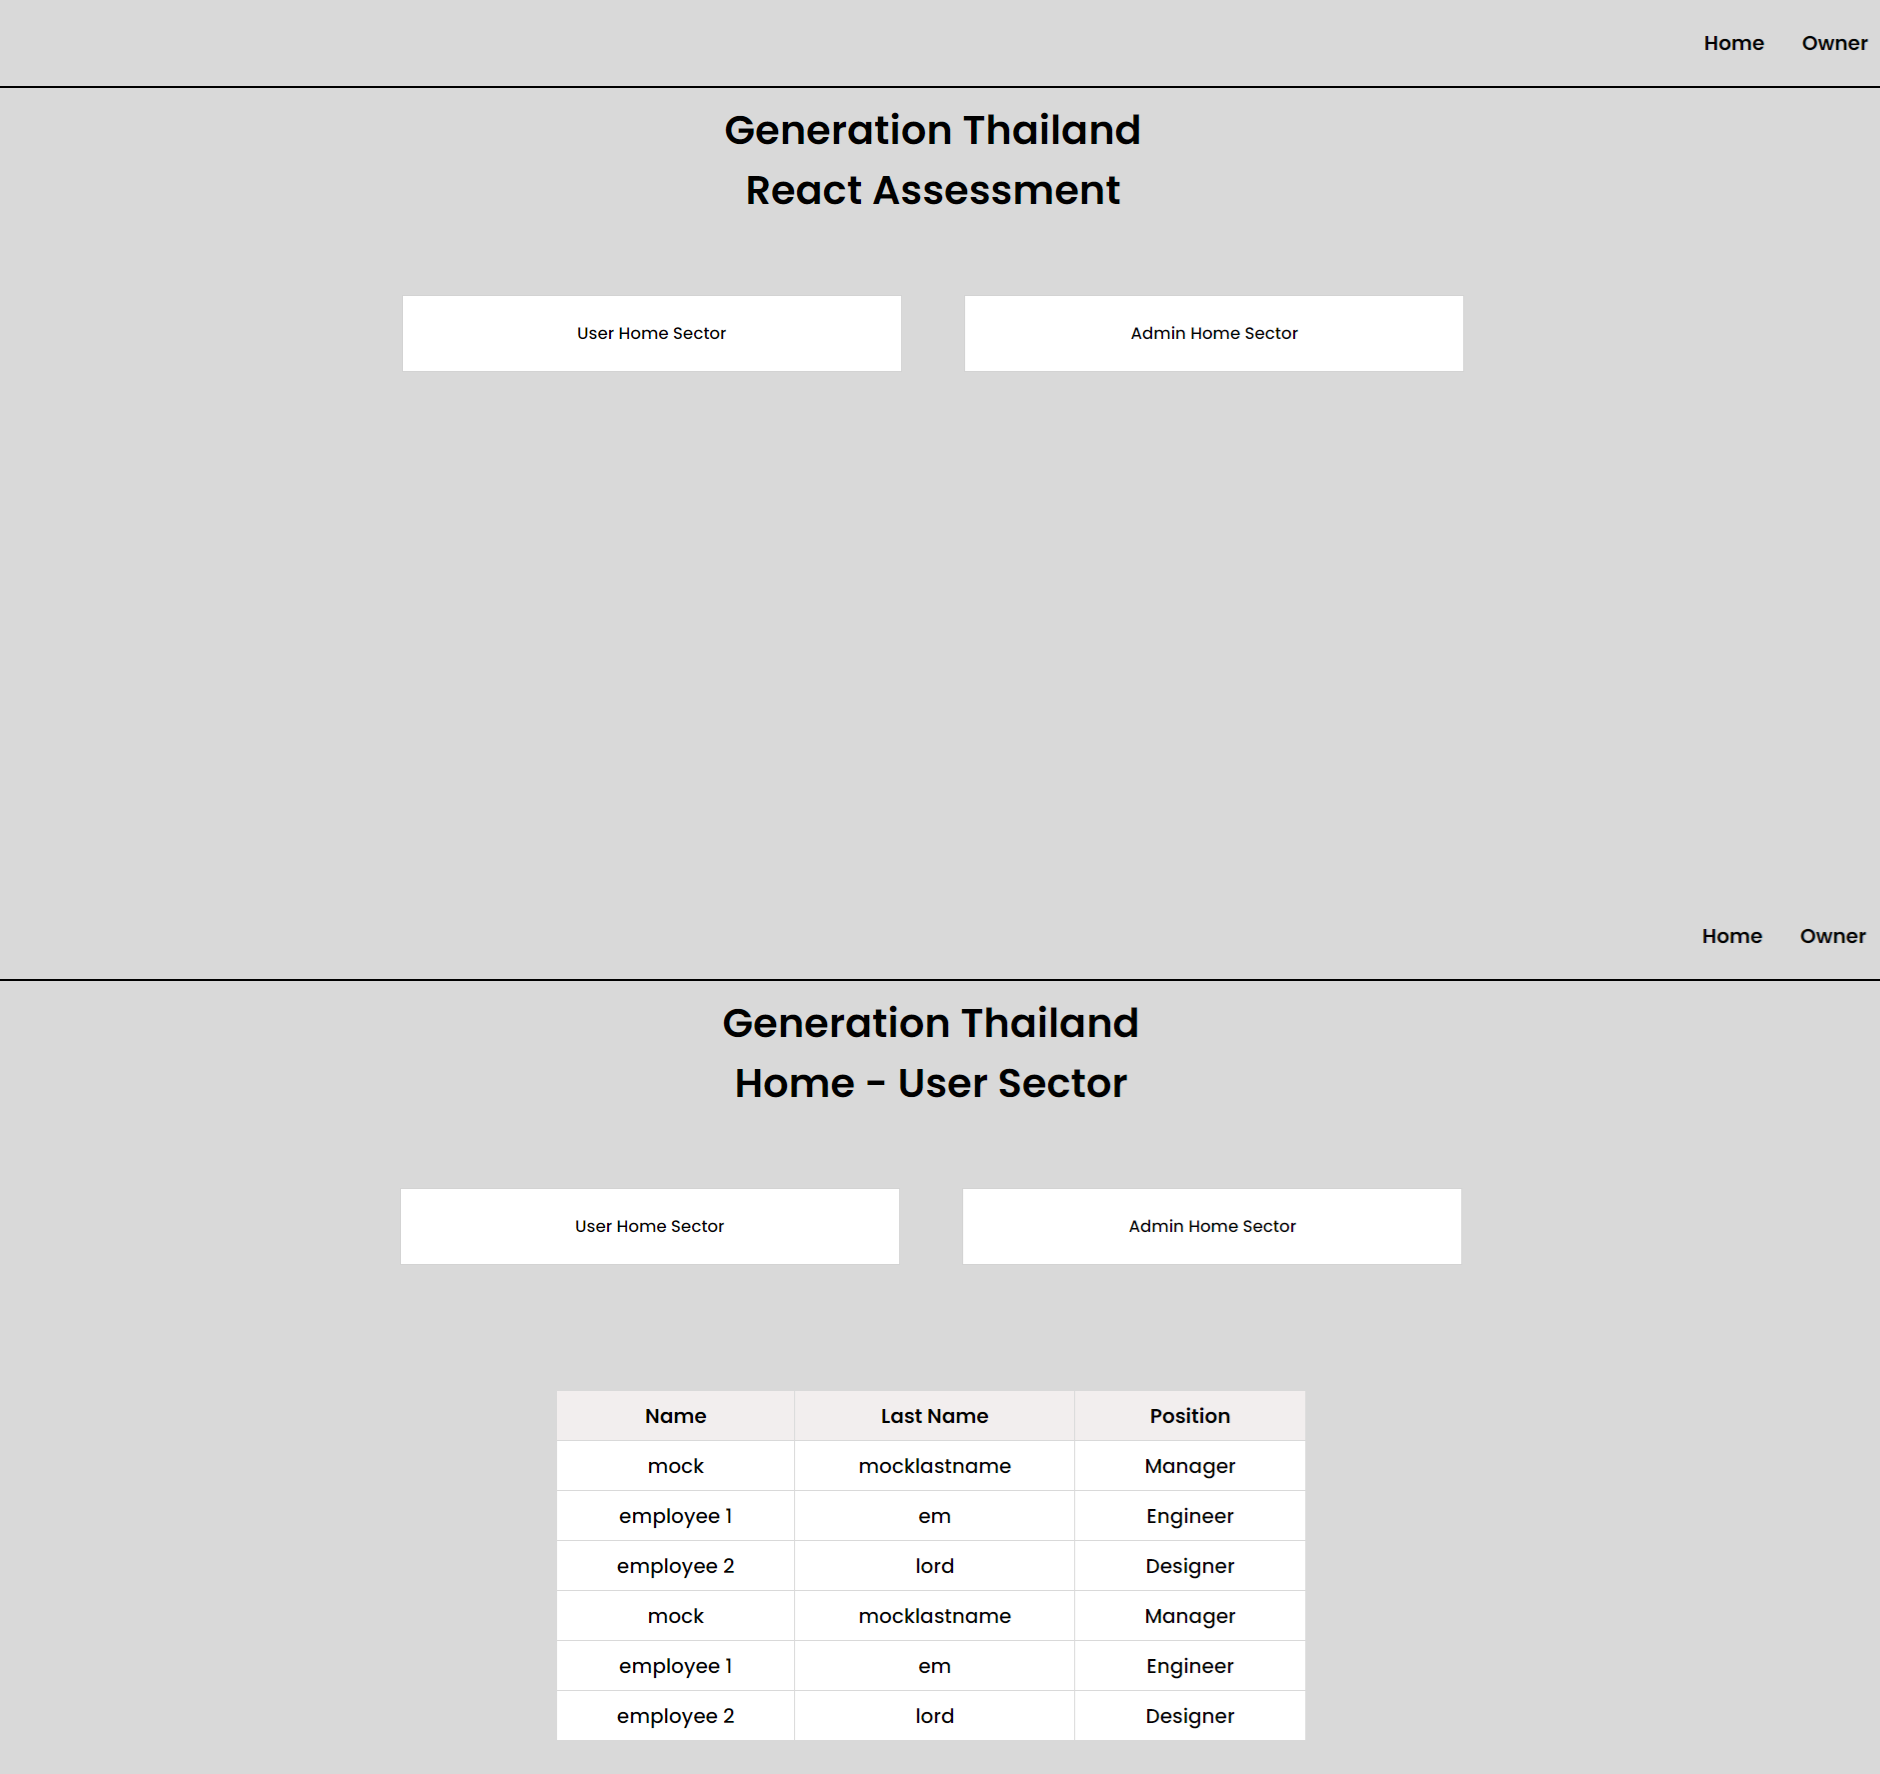 Home Owner
Generation Thailand
React Assessment
User Home Sector Admin Home Sector
Home Owner
Generation Thailand
Home - User Sector
User Home Sector Admin Home Sector
Name Last Name Position
mock mocklastname Manager
employee 1 em Engineer
employee 2 lord Designer
mock mocklastname Manager
employee 1 em Engineer
employee 2 lord Designer